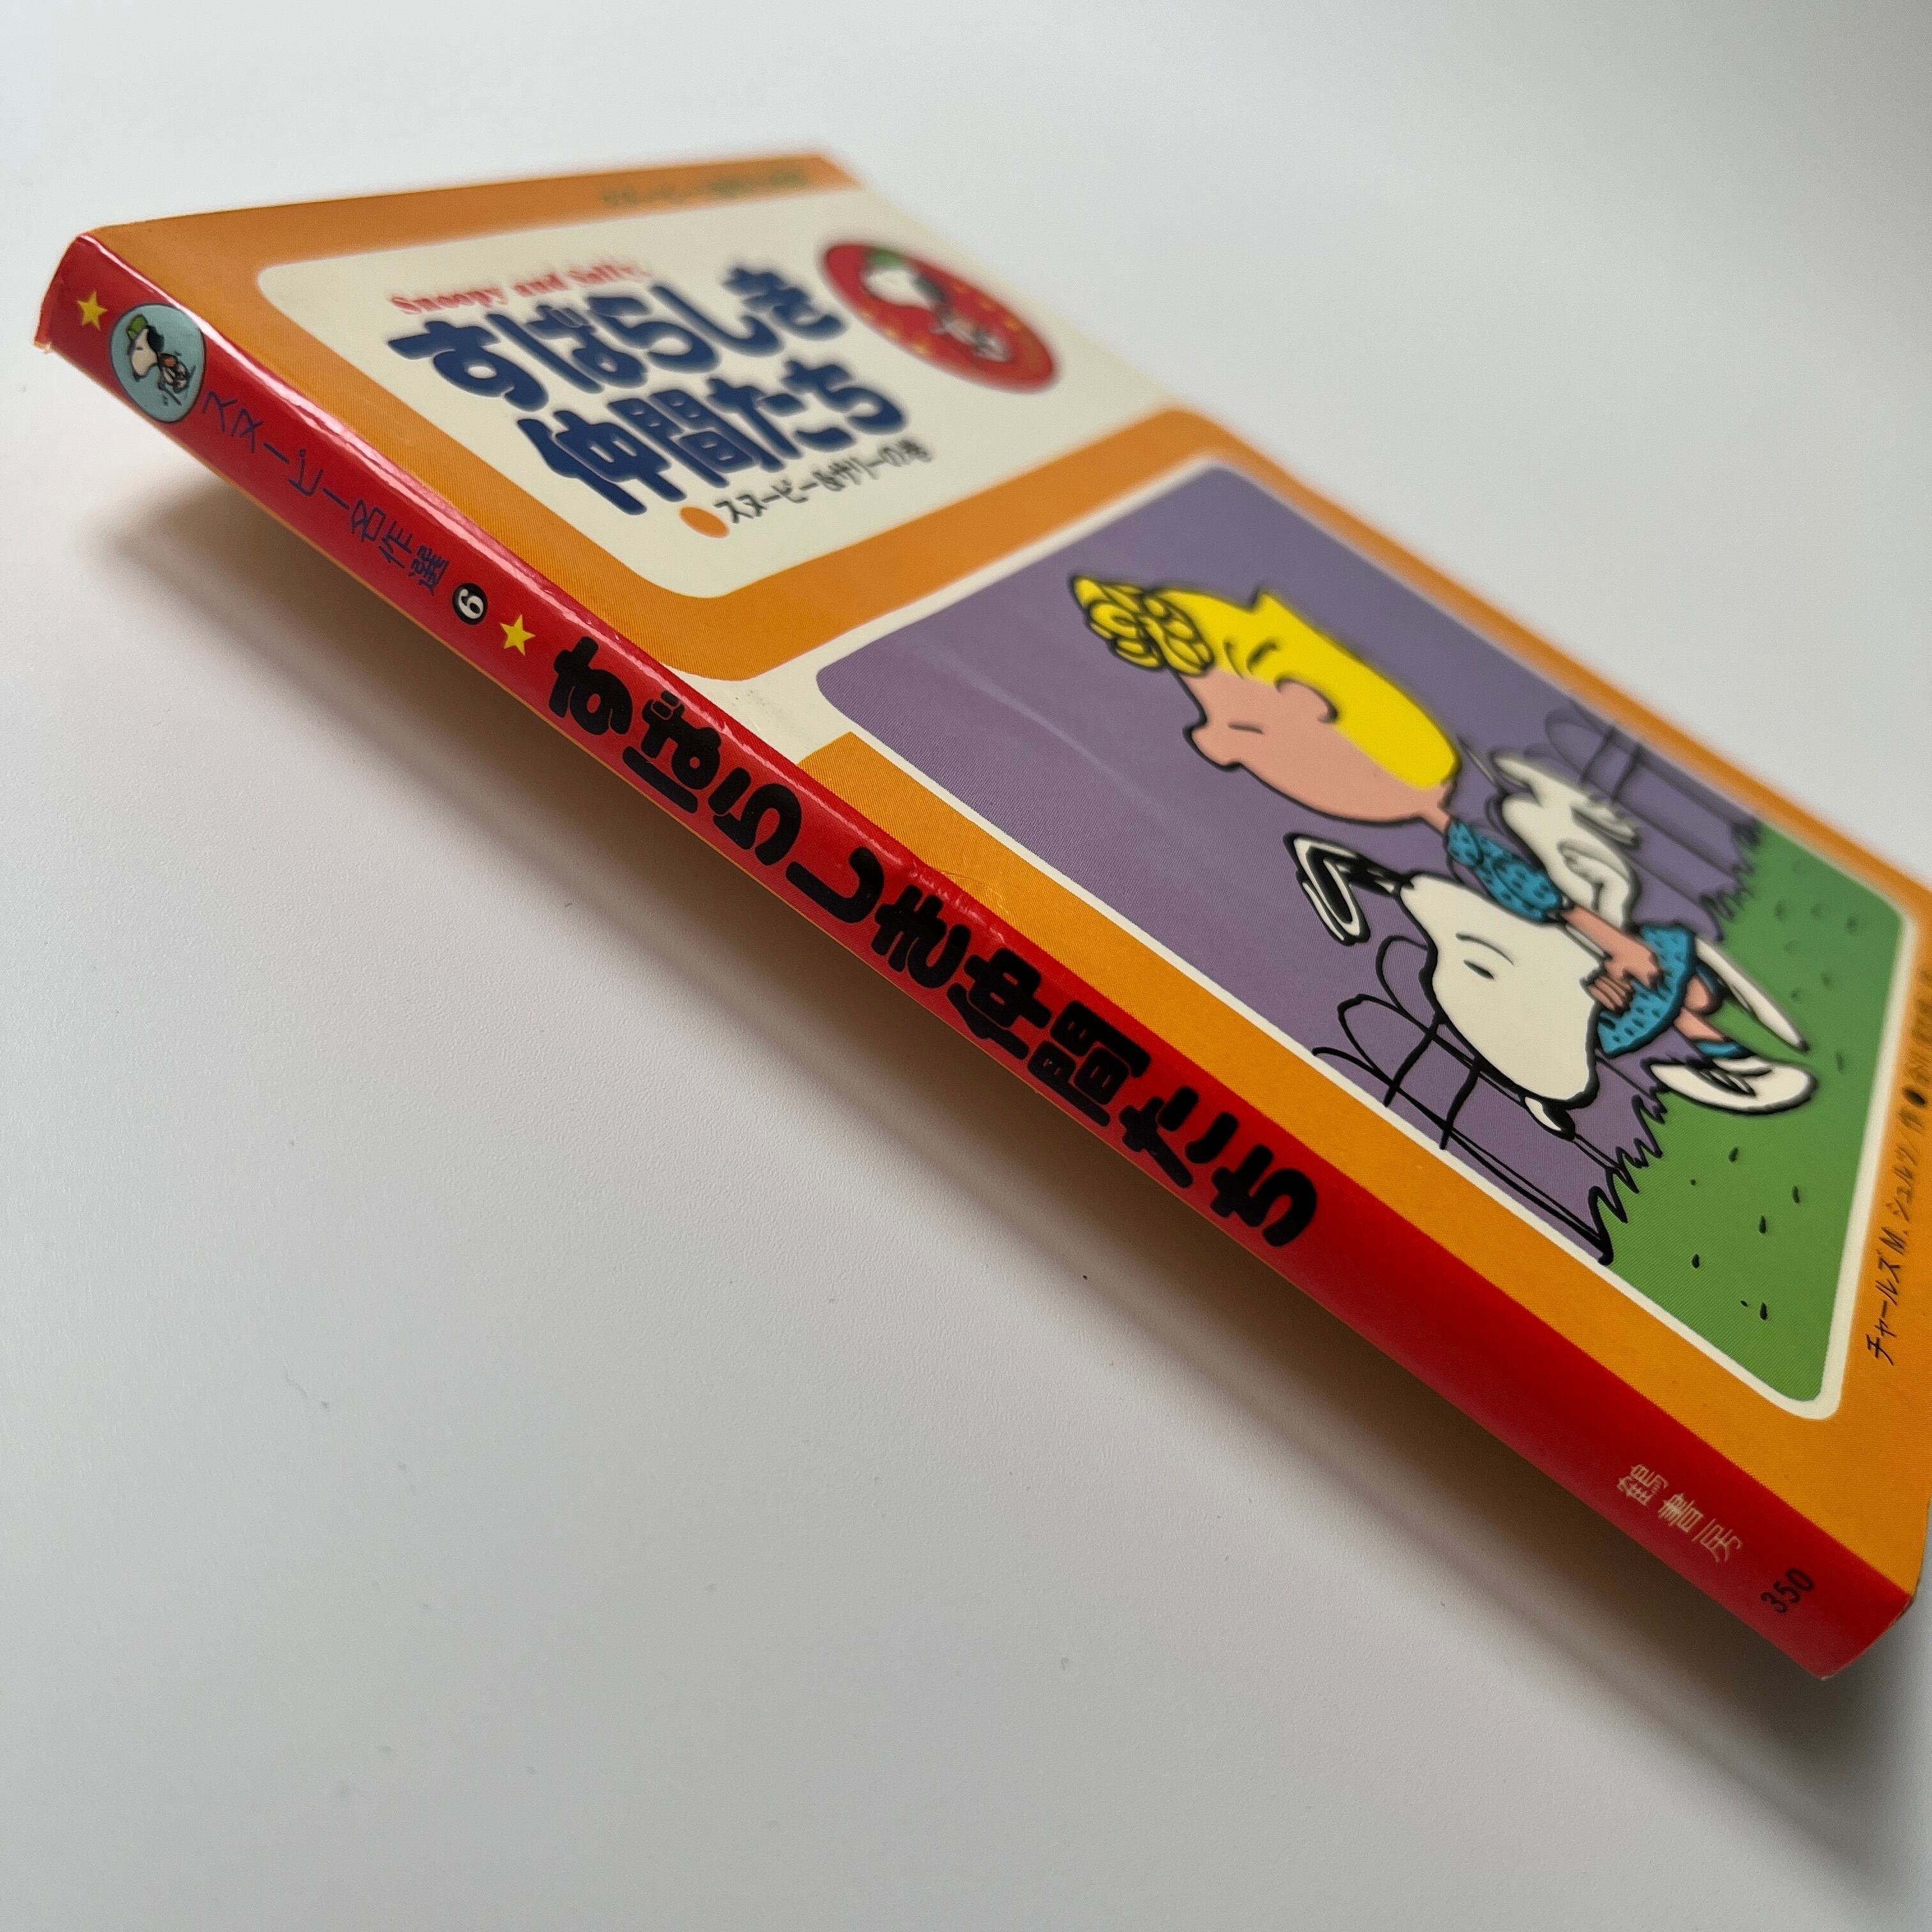 Snoopy and Sally
すばらしき
仲間たち
●スヌーピー&サリーの巻
チャールズM.シュルツ/作●
スヌーピー名作選 6
すばらしき仲間たち
鶴書房
350